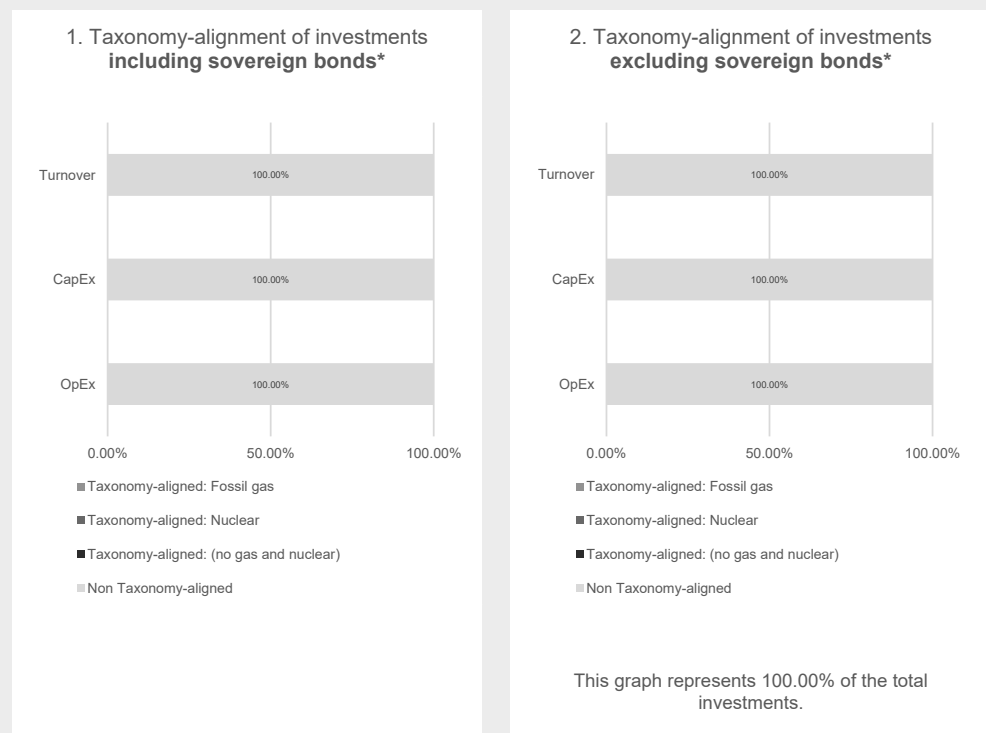 1. Taxonomy-alignment of investments
including sovereign bonds*
Turnover
100.00%
CapEx
100.00%
OpEx
100.00%
0.00%
50.00%
100.00%
Taxonomy-aligned: Fossil gas
Taxonomy-aligned: Nuclear
Taxonomy-aligned: (no gas and nuclear)
Non Taxonomy-aligned
2. Taxonomy-alignment of investments
excluding sovereign bonds*
Turnover
100.00%
CapEx
100.00%
OpEx
100.00%
0.00%
50.00%
100.00%
Taxonomy-aligned: Fossil gas
Taxonomy-aligned: Nuclear
Taxonomy-aligned: (no gas and nuclear)
Non Taxonomy-aligned
This graph represents 100.00% of the total
investments.